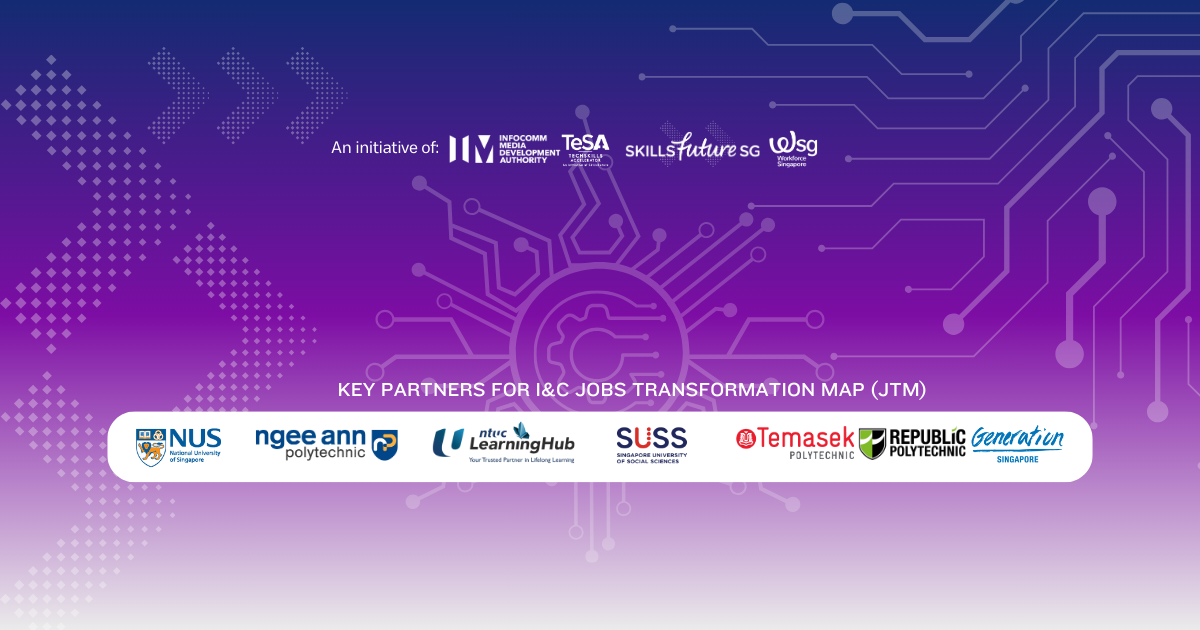 An initiative of:
INFOCOMM
MEDIA
DEVELOPMENT
AUTHORITY
TeSA
TECHSKILLS
ACCELERATOR
SKILLSfuture SG
wsg
Workforce
Singapore
KEY PARTNERS FOR I&C JOBS TRANSFORMATION MAP (JTM)
NUS
National University
of Singapore
ngee ann
polytechnic
ntuc
LearningHub
Your Trusted Partner in Lifelong Learning
SUSS
SINGAPORE UNIVERSITY
OF SOCIAL SCIENCES
Temasek
POLYTECHNIC
REPUBLIC
POLYTECHNIC
Generation
SINGAPORE